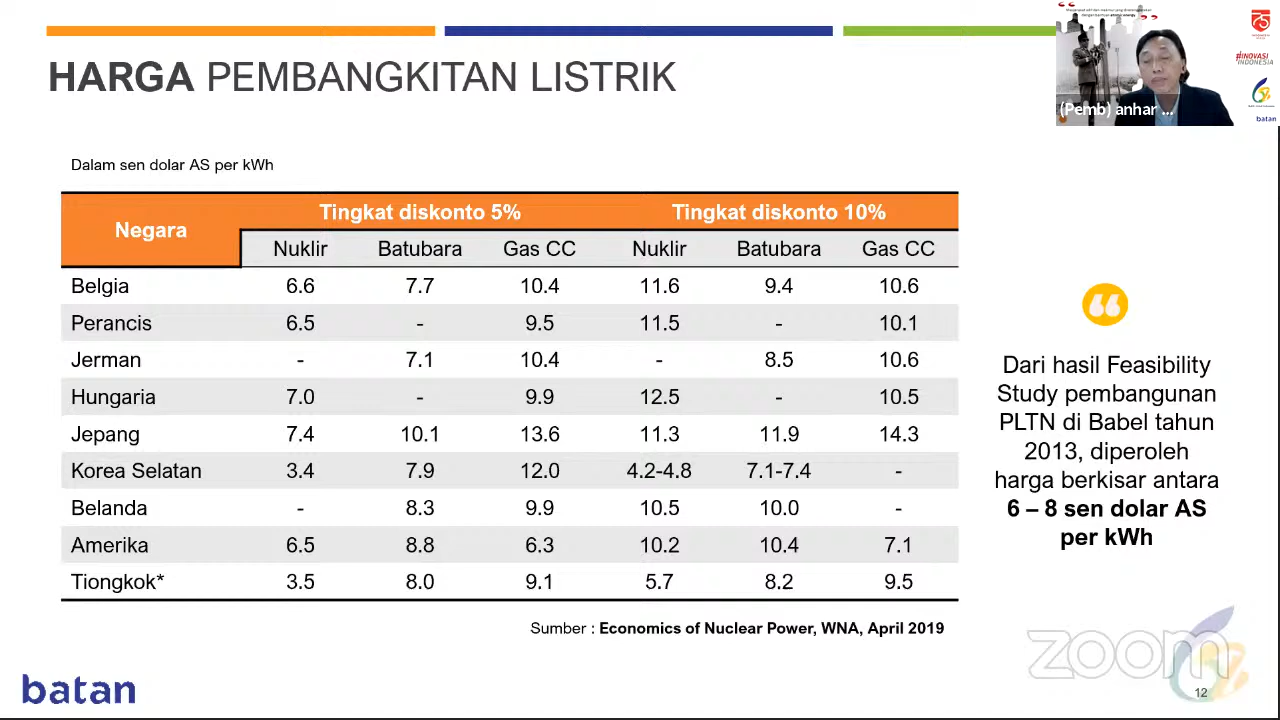 HARGA PEMBANGKITAN LISTRIK
(Pemb) anhar ...
75
#INOVASI
INDONESIA
batan
Dalam sen dolar AS per kWh
Negara Tingkat diskonto 5% Tingkat diskonto 10%
Nuklir Batubara Gas CC Nuklir Batubara Gas CC
Belgia 6.6 7.7 10.4 11.6 9.4 10.6
Perancis 6.5 - 9.5 11.5 - 10.1
Jerman - 7.1 10.4 - 8.5 10.6
Hungaria 7.0 - 9.9 12.5 - 10.5
Jepang 7.4 10.1 13.6 11.3 11.9 14.3
Korea Selatan 3.4 7.9 12.0 4.2-4.8 7.1-7.4 -
Belanda - 8.3 9.9 10.5 10.0 -
Amerika 6.5 8.8 6.3 10.2 10.4 7.1
Tiongkok* 3.5 8.0 9.1 5.7 8.2 9.5
Sumber : Economics of Nuclear Power, WNA, April 2019
Dari hasil Feasibility
Study pembangunan
PLTN di Babel tahun
2013, diperoleh
harga berkisar antara
6 – 8 sen dolar AS
per kWh
zoom
batan
12